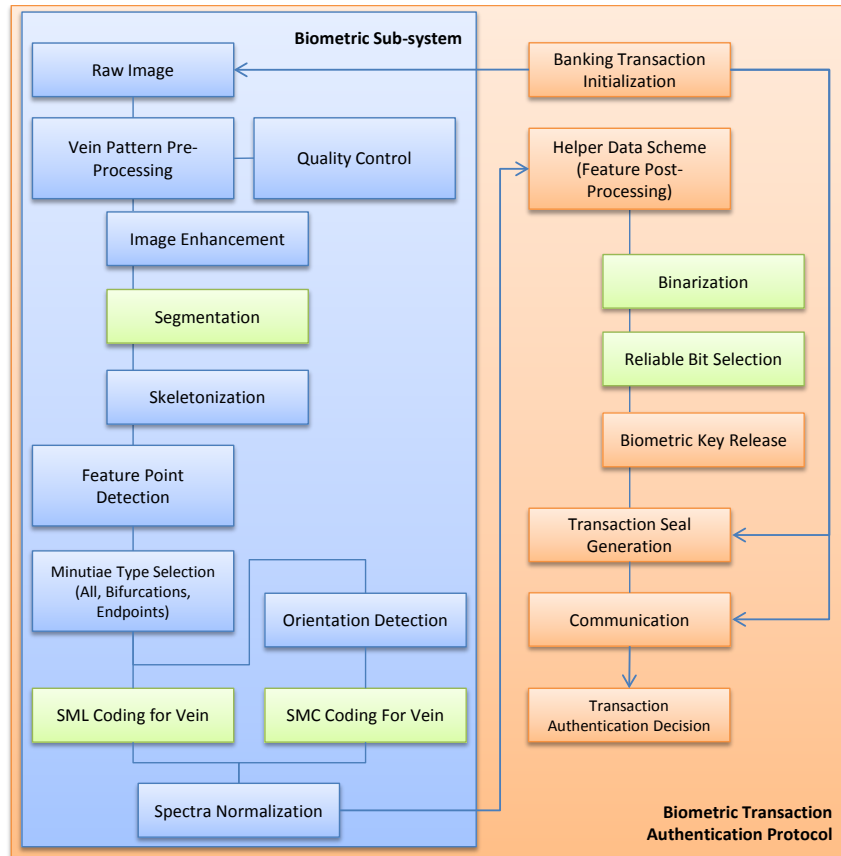 Biometric Sub-system
Raw Image
Vein Pattern Pre-
Processing
Quality Control
Image Enhancement
Segmentation
Skeletonization
Feature Point
Detection
Minutiae Type Selection
(All, Bifurcations,
Endpoints)
Orientation Detection
SML Coding for Vein
SMC Coding For Vein
Spectra Normalization
Banking Transaction
Initialization
Helper Data Scheme
(Feature Post-
Processing)
Binarization
Reliable Bit Selection
Biometric Key Release
Transaction Seal
Generation
Communication
Transaction
Authentication Decision
Biometric Transaction
Authentication Protocol